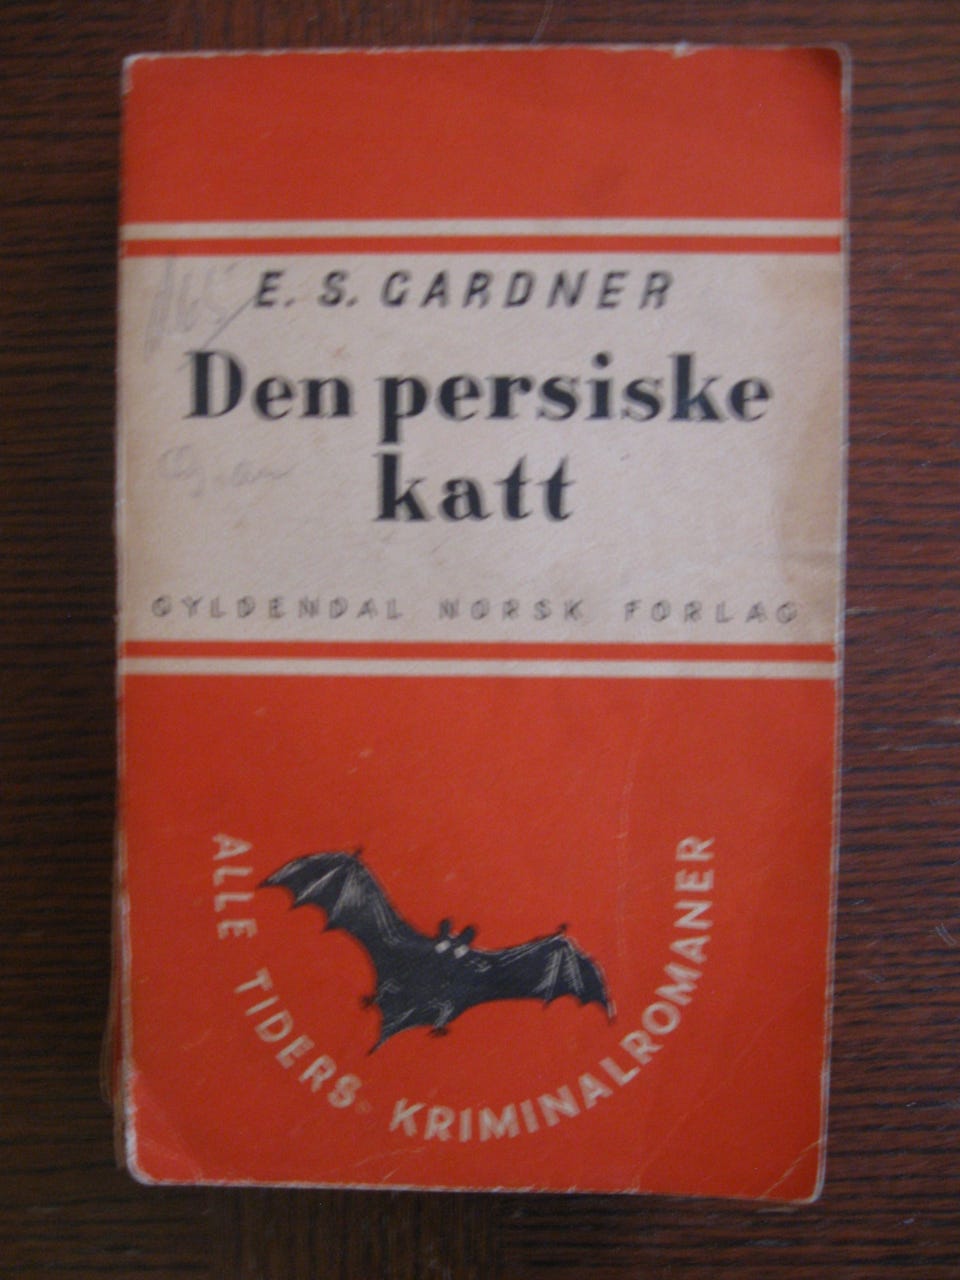 E. S. GARDNER
Den persiske
katt
GYLDENDAL NORSK FORLAG
ALLE TIDERS KRIMINALROMANER